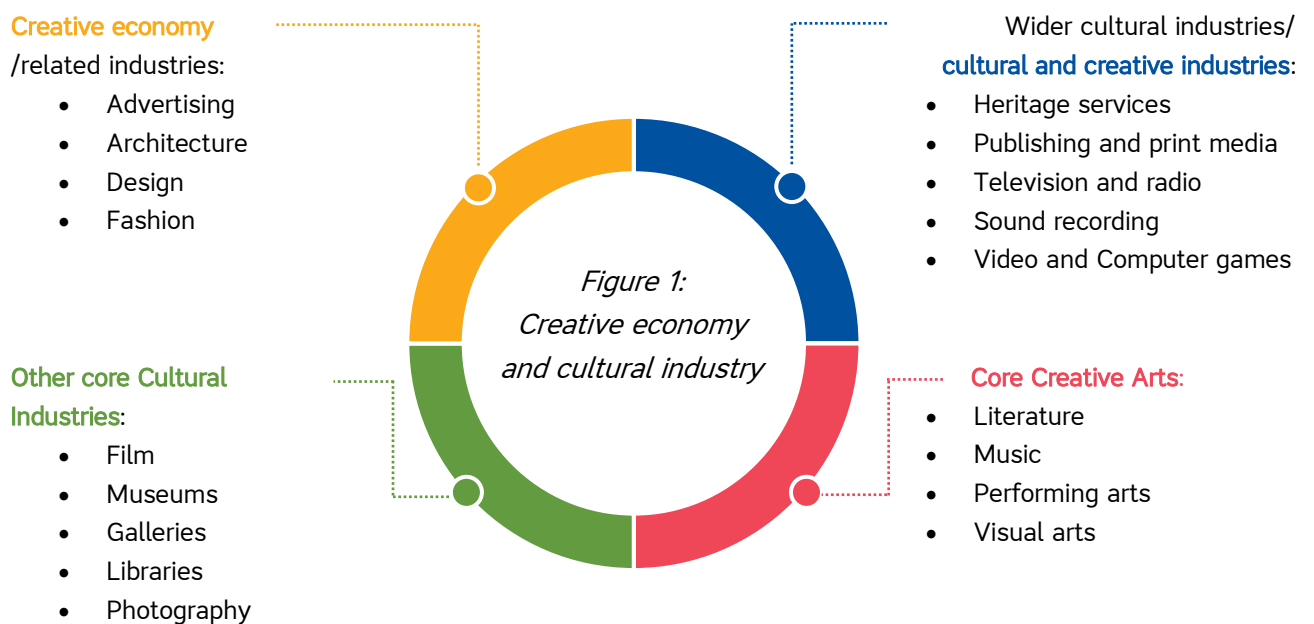 Creative economy
/related industries:
• Advertising
• Architecture
• Design
• Fashion
Wider cultural industries/
cultural and creative industries:
• Heritage services
• Publishing and print media
• Television and radio
• Sound recording
• Video and Computer games
Figure 1:
Creative economy
and cultural industry
Other core Cultural
Industries:
• Film
• Museums
• Galleries
• Libraries
• Photography
Core Creative Arts:
• Literature
• Music
• Performing arts
• Visual arts